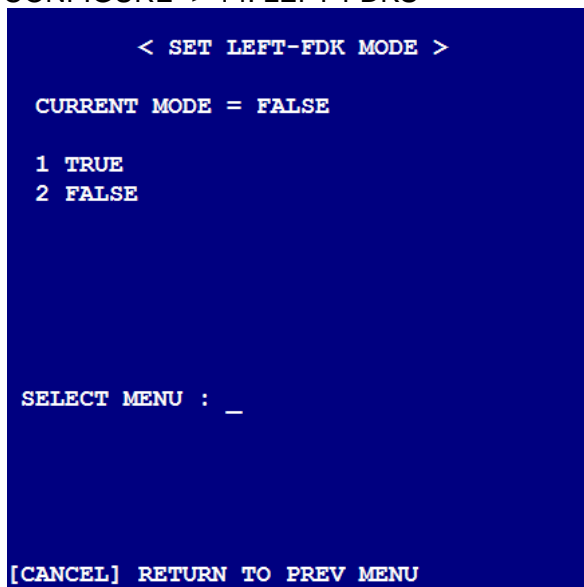 < SET LEFT-FDK MODE >
CURRENT MODE = FALSE
1 TRUE
2 FALSE
SELECT MENU : _
[CANCEL] RETURN TO PREV MENU